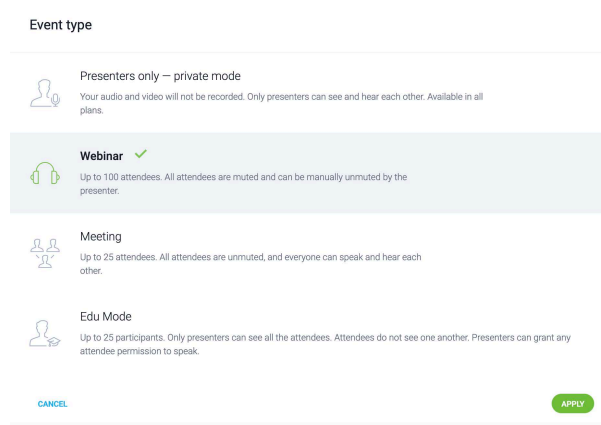 Event type
Presenters only — private mode
Your audio and video will not be recorded. Only presenters can see and hear each other. Available in all
plans.
Webinar
Up to 100 attendees. All attendees are muted and can be manually unmuted by the
presenter.
Meeting
Up to 25 attendees. All attendees are unmuted, and everyone can speak and hear each
other.
Edu Mode
Up to 25 participants. Only presenters can see all the attendees. Attendees do not see one another. Presenters can grant any
attendee permission to speak.
CANCEL
APPLY